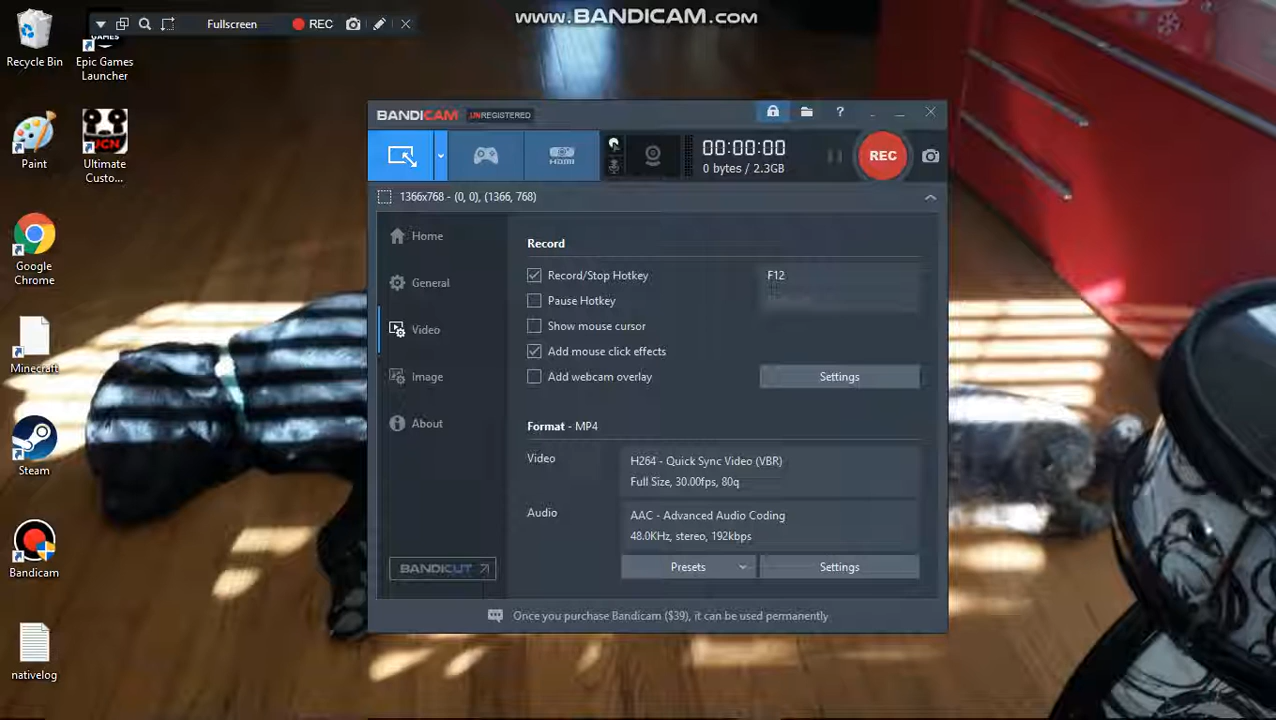 Fullscreen
REC
www.BANDICAM.com
Recycle Bin
Epic Games
Launcher
Paint
Ultimate
Custo...
Google
Chrome
Minecraft
Steam
Bandicam
nativelog
BANDICAM UNREGISTERED
?
HDMI
00:00:00
0 bytes / 2.3GB
REC
1366x768 - (0, 0), (1366, 768)
Home
General
Video
Image
About
BANDICUT
Record
Record/Stop Hotkey
F12
Pause Hotkey
Show mouse cursor
Add mouse click effects
Add webcam overlay
Settings
Format - MP4
Video
H264 - Quick Sync Video (VBR)
Full Size, 30.00fps, 80q
Audio
AAC - Advanced Audio Coding
48.0KHz, stereo, 192kbps
Presets
Settings
Once you purchase Bandicam ($39), it can be used permanently